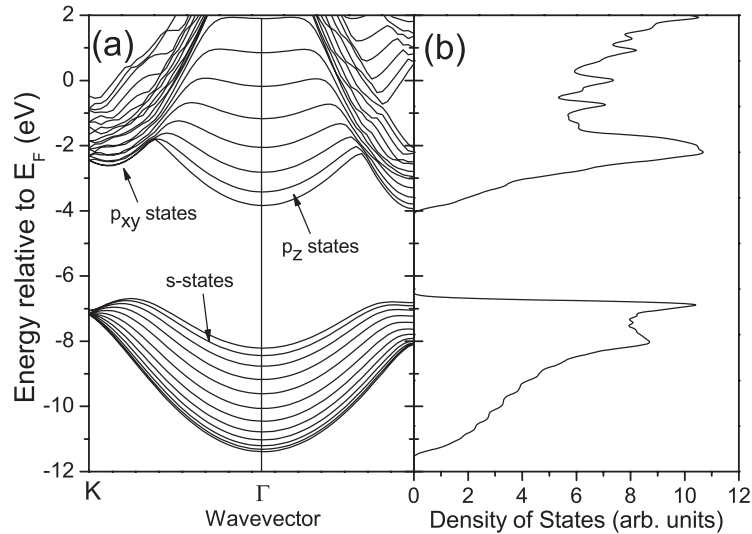 (a)
(b)
2
0
-2
-4
-6
-8
-10
-12
Energy relative to E_F (eV)
p_xy states
p_z states
s-states
K
Γ
Wavevector
0 2 4 6 8 10 12
Density of States (arb. units)